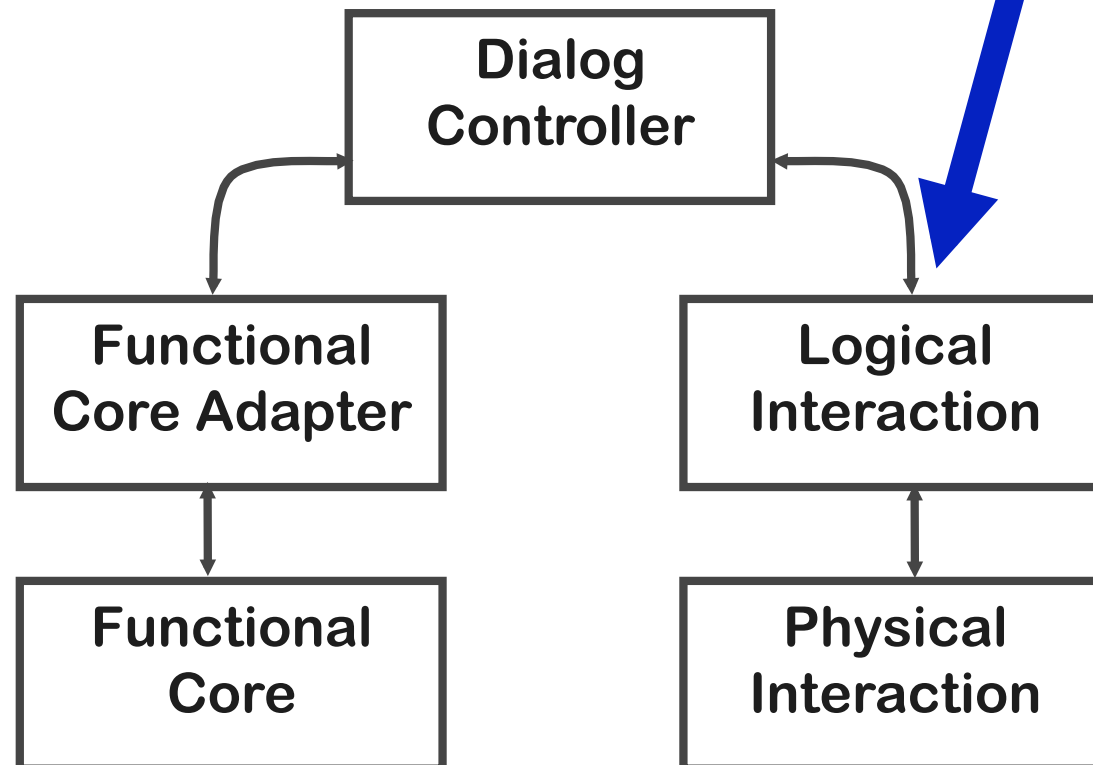 Dialog
Controller
Functional
Core Adapter
Logical
Interaction
Functional
Core
Physical
Interaction